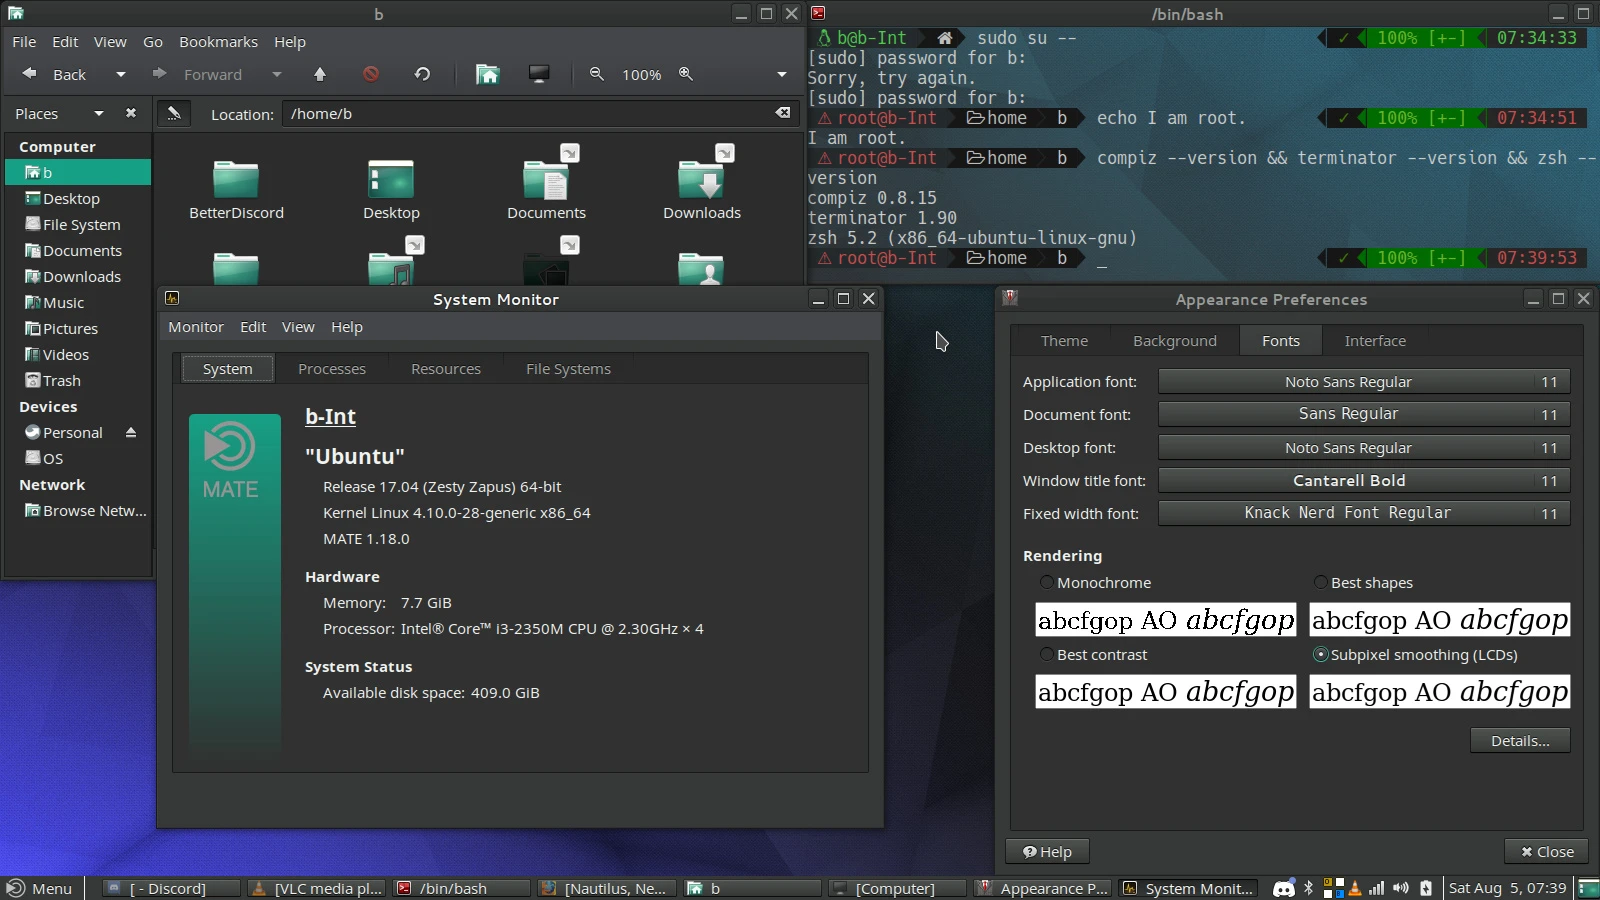 b
File Edit View Go Bookmarks Help
Back Forward 100%
Places
Location: /home/b
Computer
b
Desktop
File System
Documents
Downloads
Music
Pictures
Videos
Trash
Devices
Personal
OS
Network
Browse Netw...
BetterDiscord Desktop Documents Downloads
/bin/bash
b@b-Int sudo su -- ✓ 100% [+-] 07:34:33
[sudo] password for b:
Sorry, try again.
[sudo] password for b:
root@b-Int home b echo I am root. ✓ 100% [+-] 07:34:51
I am root.
root@b-Int home b compiz --version && terminator --version && zsh --
version
compiz 0.8.15
terminator 1.90
zsh 5.2 (x86_64-ubuntu-linux-gnu)
root@b-Int home b _ ✓ 100% [+-] 07:39:53
System Monitor
Monitor Edit View Help
System Processes Resources File Systems
MATE
b-Int
"Ubuntu"
Release 17.04 (Zesty Zapus) 64-bit
Kernel Linux 4.10.0-28-generic x86_64
MATE 1.18.0
Hardware
Memory: 7.7 GiB
Processor: Intel® Core™ i3-2350M CPU @ 2.30GHz × 4
System Status
Available disk space: 409.0 GiB
Appearance Preferences
Theme Background Fonts Interface
Application font: Noto Sans Regular 11
Document font: Sans Regular 11
Desktop font: Noto Sans Regular 11
Window title font: Cantarell Bold 11
Fixed width font: Knack Nerd Font Regular 11
Rendering
Monochrome Best shapes
abcfgop AO abcfgop abcfgop AO abcfgop
Best contrast Subpixel smoothing (LCDs)
abcfgop AO abcfgop abcfgop AO abcfgop
Details...
Help Close
Menu [ - Discord] [VLC media pl... /bin/bash [Nautilus, Ne... b [Computer] Appearance P... System Monit... Sat Aug 5, 07:39